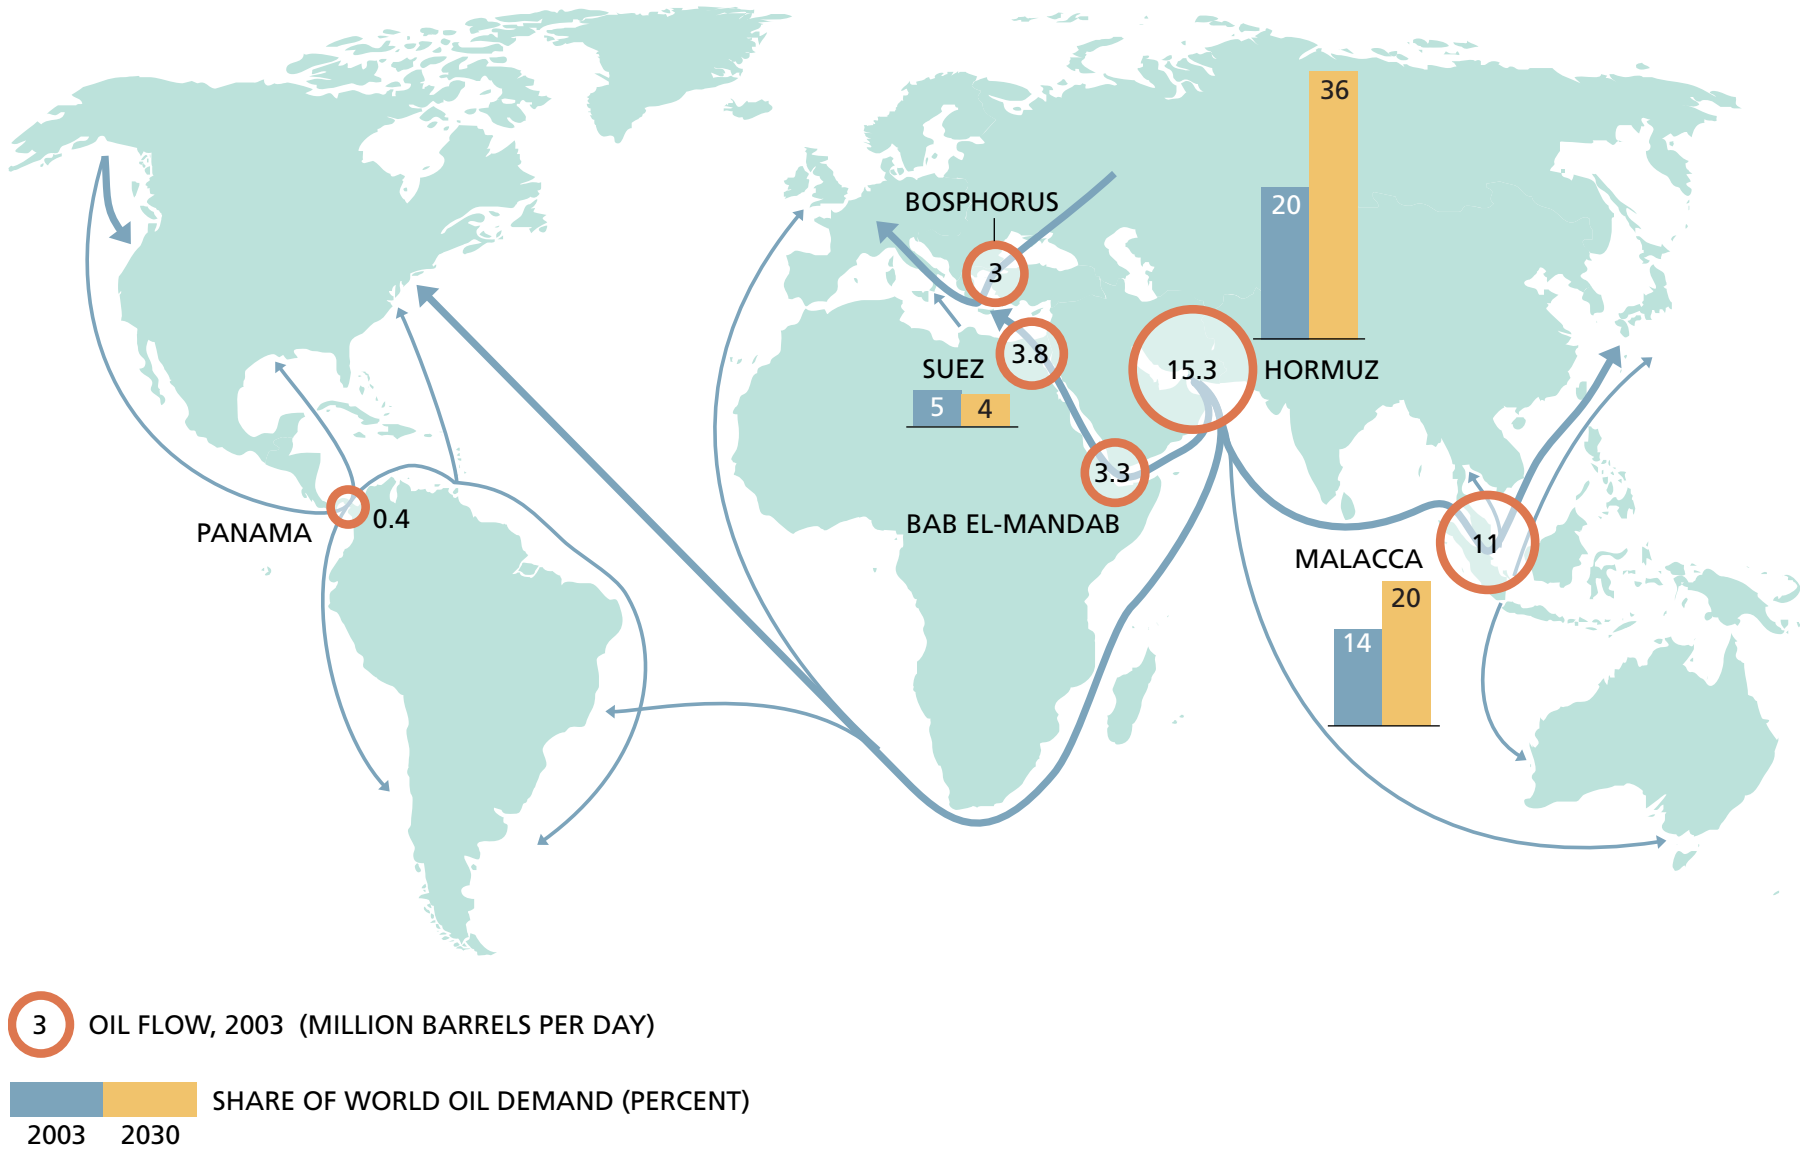 36
20
BOSPHORUS
3
3.8
SUEZ
5
4
15.3
HORMUZ
3.3
BAB EL-MANDAB
PANAMA
0.4
11
MALACCA
20
14
3
OIL FLOW, 2003 (MILLION BARRELS PER DAY)
SHARE OF WORLD OIL DEMAND (PERCENT)
2003
2030